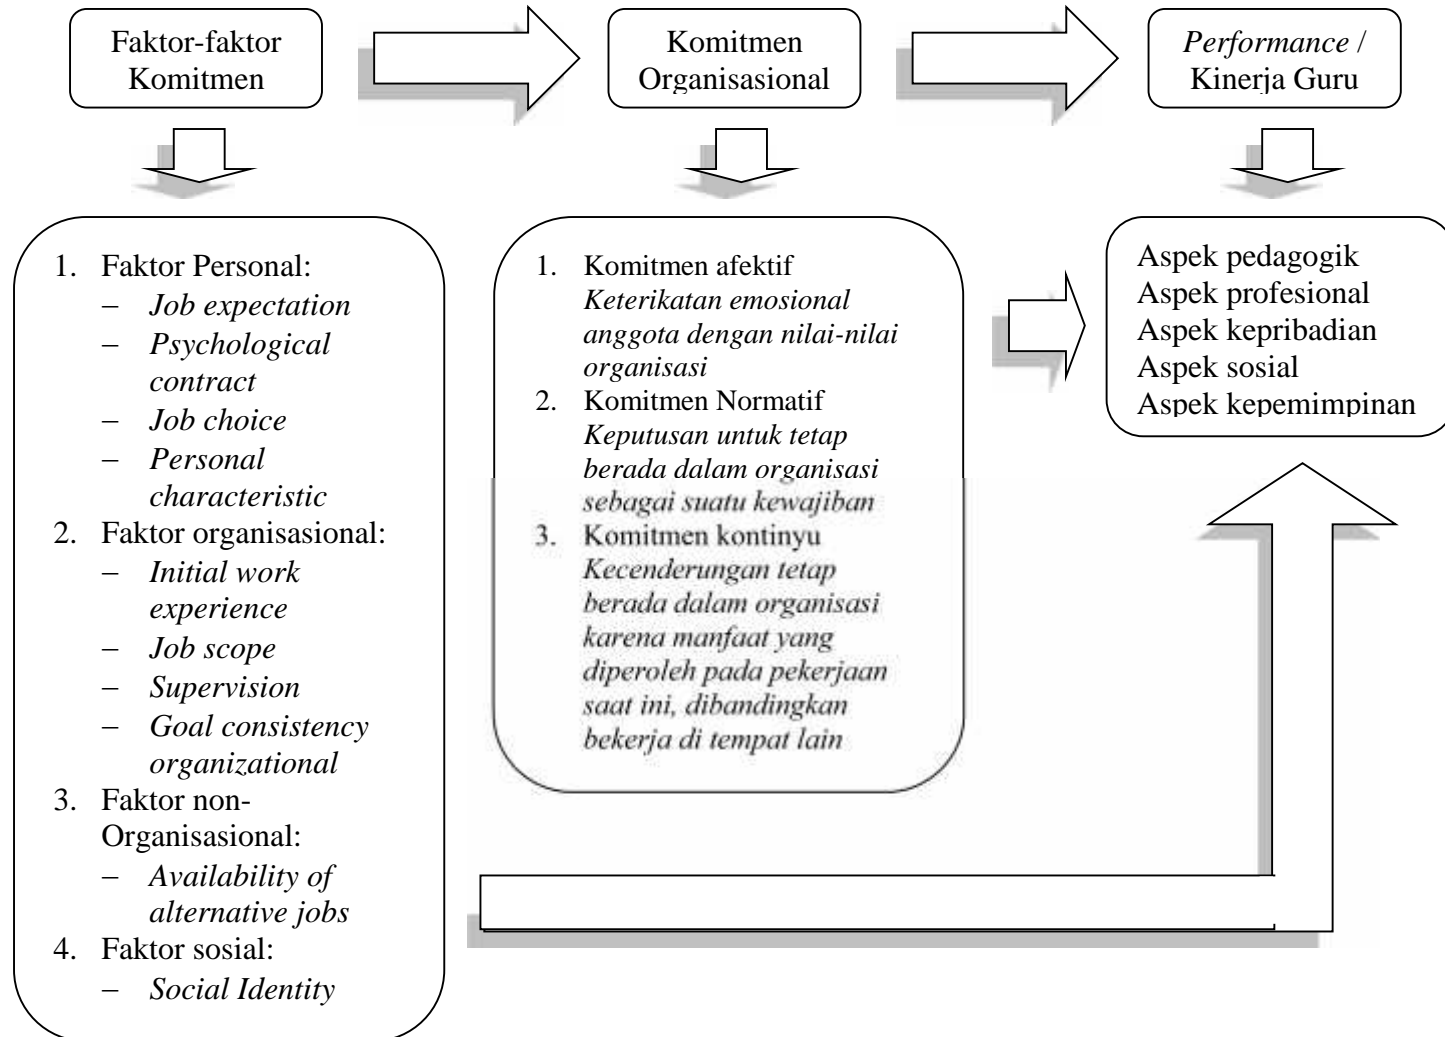 Faktor-faktor
Komitmen
Komitmen
Organisasional
Performance /
Kinerja Guru
1. Faktor Personal:
– Job expectation
– Psychological
contract
– Job choice
– Personal
characteristic
2. Faktor organisasional:
– Initial work
experience
– Job scope
– Supervision
– Goal consistency
organizational
3. Faktor non-
Organisasional:
– Availability of
alternative jobs
4. Faktor sosial:
– Social Identity
1. Komitmen afektif
Keterikatan emosional
anggota dengan nilai-nilai
organisasi
2. Komitmen Normatif
Keputusan untuk tetap
berada dalam organisasi
sebagai suatu kewajiban
3. Komitmen kontinyu
Kecenderungan tetap
berada dalam organisasi
karena manfaat yang
diperoleh pada pekerjaan
saat ini, dibandingkan
bekerja di tempat lain
Aspek pedagogik
Aspek profesional
Aspek kepribadian
Aspek sosial
Aspek kepemimpinan